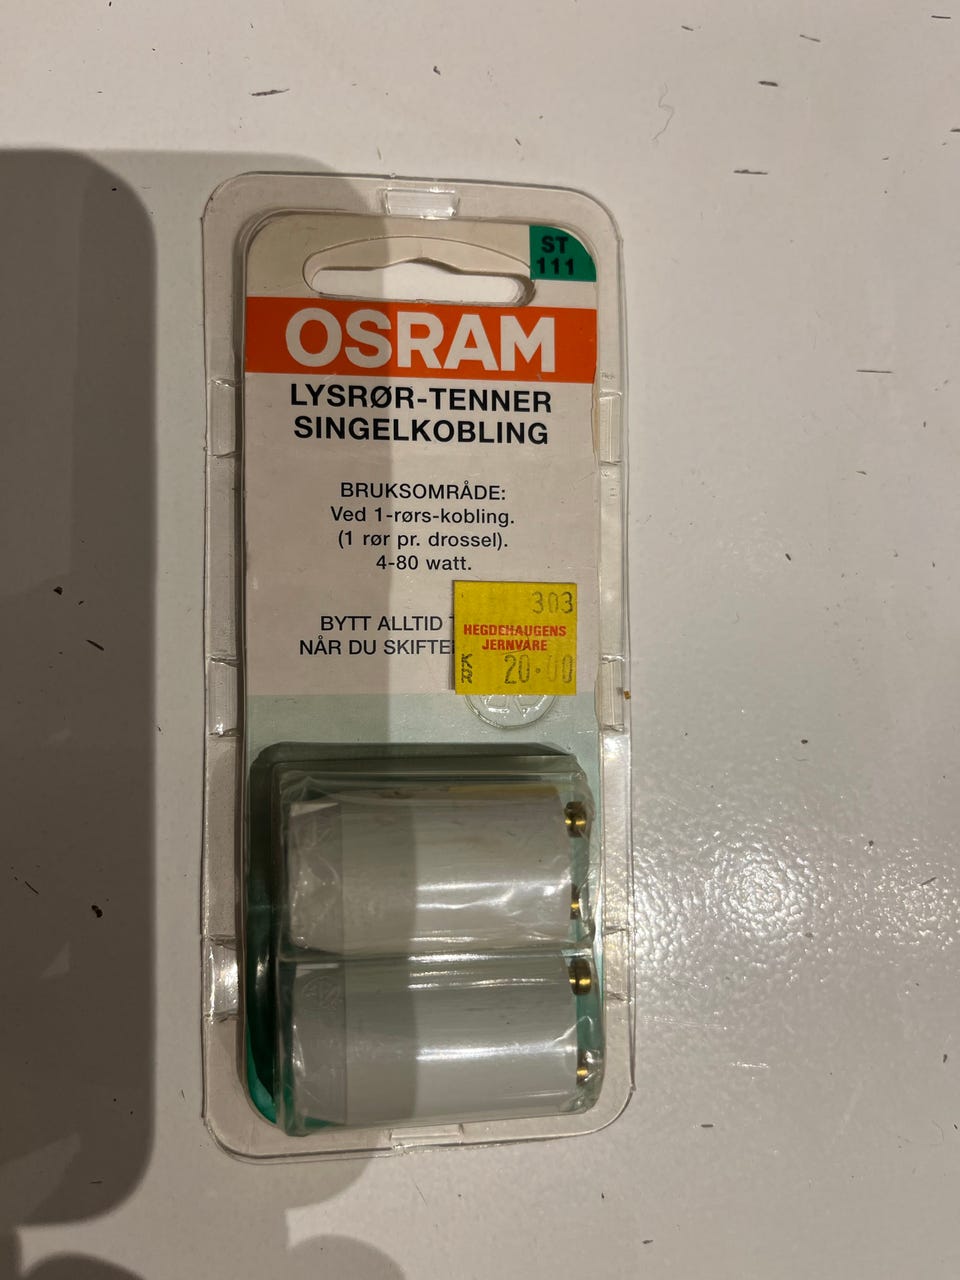 ST
111
OSRAM
LYSRØR-TENNER
SINGELKOBLING
BRUKSOMRÅDE:
Ved 1-rørs-kobling.
(1 rør pr. drossel).
4-80 watt.
BYTT ALLTID
NÅR DU SKIFTE
303
HEGDEHAUGENS
JERNVARE
KR 20.00